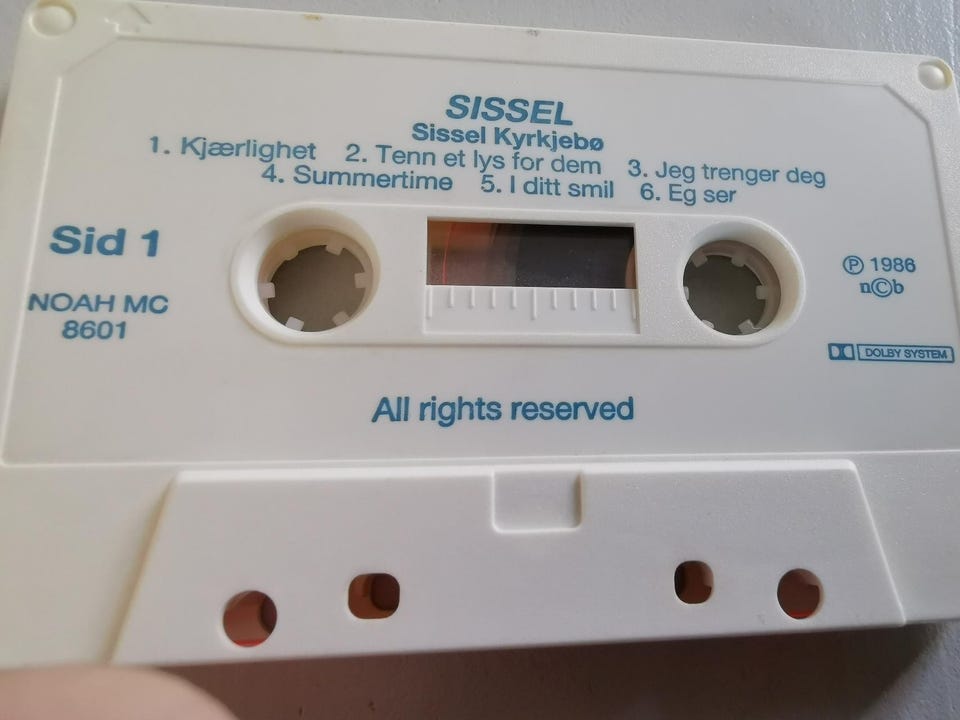 SISSEL
Sissel Kyrkjebø
1. Kjærlighet 2. Tenn et lys for dem 3. Jeg trenger deg
4. Summertime 5. I ditt smil 6. Eg ser
Sid 1
NOAH MC
8601
Ⓟ 1986
n©b
DOLBY SYSTEM
All rights reserved